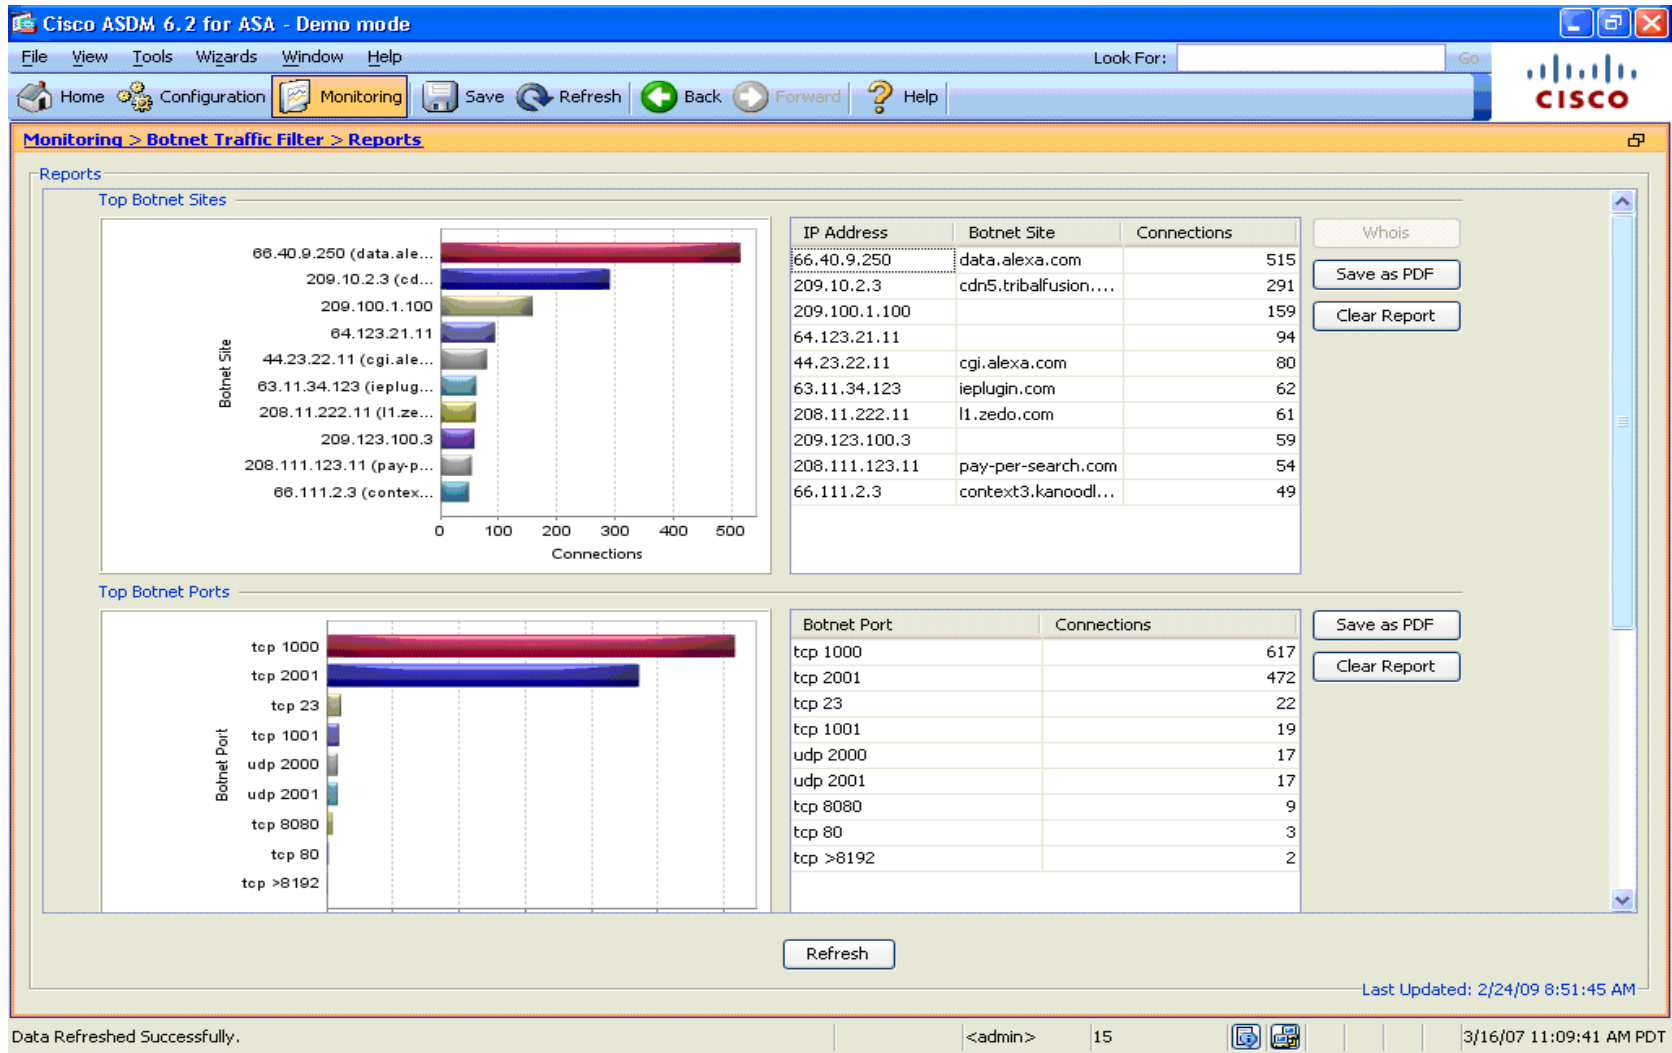 Cisco ASDM 6.2 for ASA - Demo mode
File View Tools Wizards Window Help Look For: Go
Home Configuration Monitoring Save Refresh Back Forward Help
CISCO
Monitoring > Botnet Traffic Filter > Reports
Reports
Top Botnet Sites
Botnet Site
66.40.9.250 (data.ale...
209.10.2.3 (cd...
209.100.1.100
64.123.21.11
44.23.22.11 (cgi.ale...
63.11.34.123 (ieplug...
208.11.222.11 (l1.ze...
209.123.100.3
208.111.123.11 (pay-p...
66.111.2.3 (contex...
0 100 200 300 400 500
Connections
IP Address Botnet Site Connections
66.40.9.250 data.alexa.com 515
209.10.2.3 cdn5.tribalfusion.... 291
209.100.1.100 159
64.123.21.11 94
44.23.22.11 cgi.alexa.com 80
63.11.34.123 ieplugin.com 62
208.11.222.11 l1.zedo.com 61
209.123.100.3 59
208.111.123.11 pay-per-search.com 54
66.111.2.3 context3.kanoodl... 49
Whois
Save as PDF
Clear Report
Top Botnet Ports
Botnet Port
tcp 1000
tcp 2001
tcp 23
tcp 1001
udp 2000
udp 2001
tcp 8080
tcp 80
tcp >8192
Botnet Port Connections
tcp 1000 617
tcp 2001 472
tcp 23 22
tcp 1001 19
udp 2000 17
udp 2001 17
tcp 8080 9
tcp 80 3
tcp >8192 2
Save as PDF
Clear Report
Refresh
Last Updated: 2/24/09 8:51:45 AM
Data Refreshed Successfully. <admin> 15 3/16/07 11:09:41 AM PDT